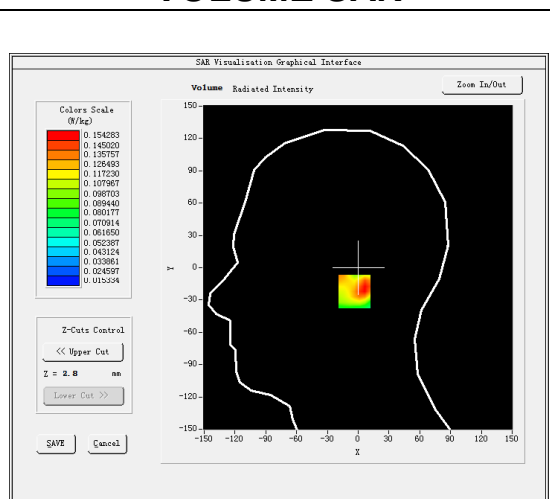 VOLUME SAR
SAR Visualisation Graphical Interface
Volume Radiated Intensity
Zoom In/Out
Colors Scale
(W/kg)
0.154283
0.145020
0.135757
0.126493
0.117230
0.107967
0.098703
0.089440
0.080177
0.070914
0.061650
0.052387
0.043124
0.033861
0.024597
0.015334
150
120
90
60
30
0
-30
-60
-90
-120
-150
Y
-150 -120 -90 -60 -30 0 30 60 90 120 150
X
Z-Cuts Control
<< Upper Cut
Z = 2.8 mm
Lower Cut >>
SAVE Cancel